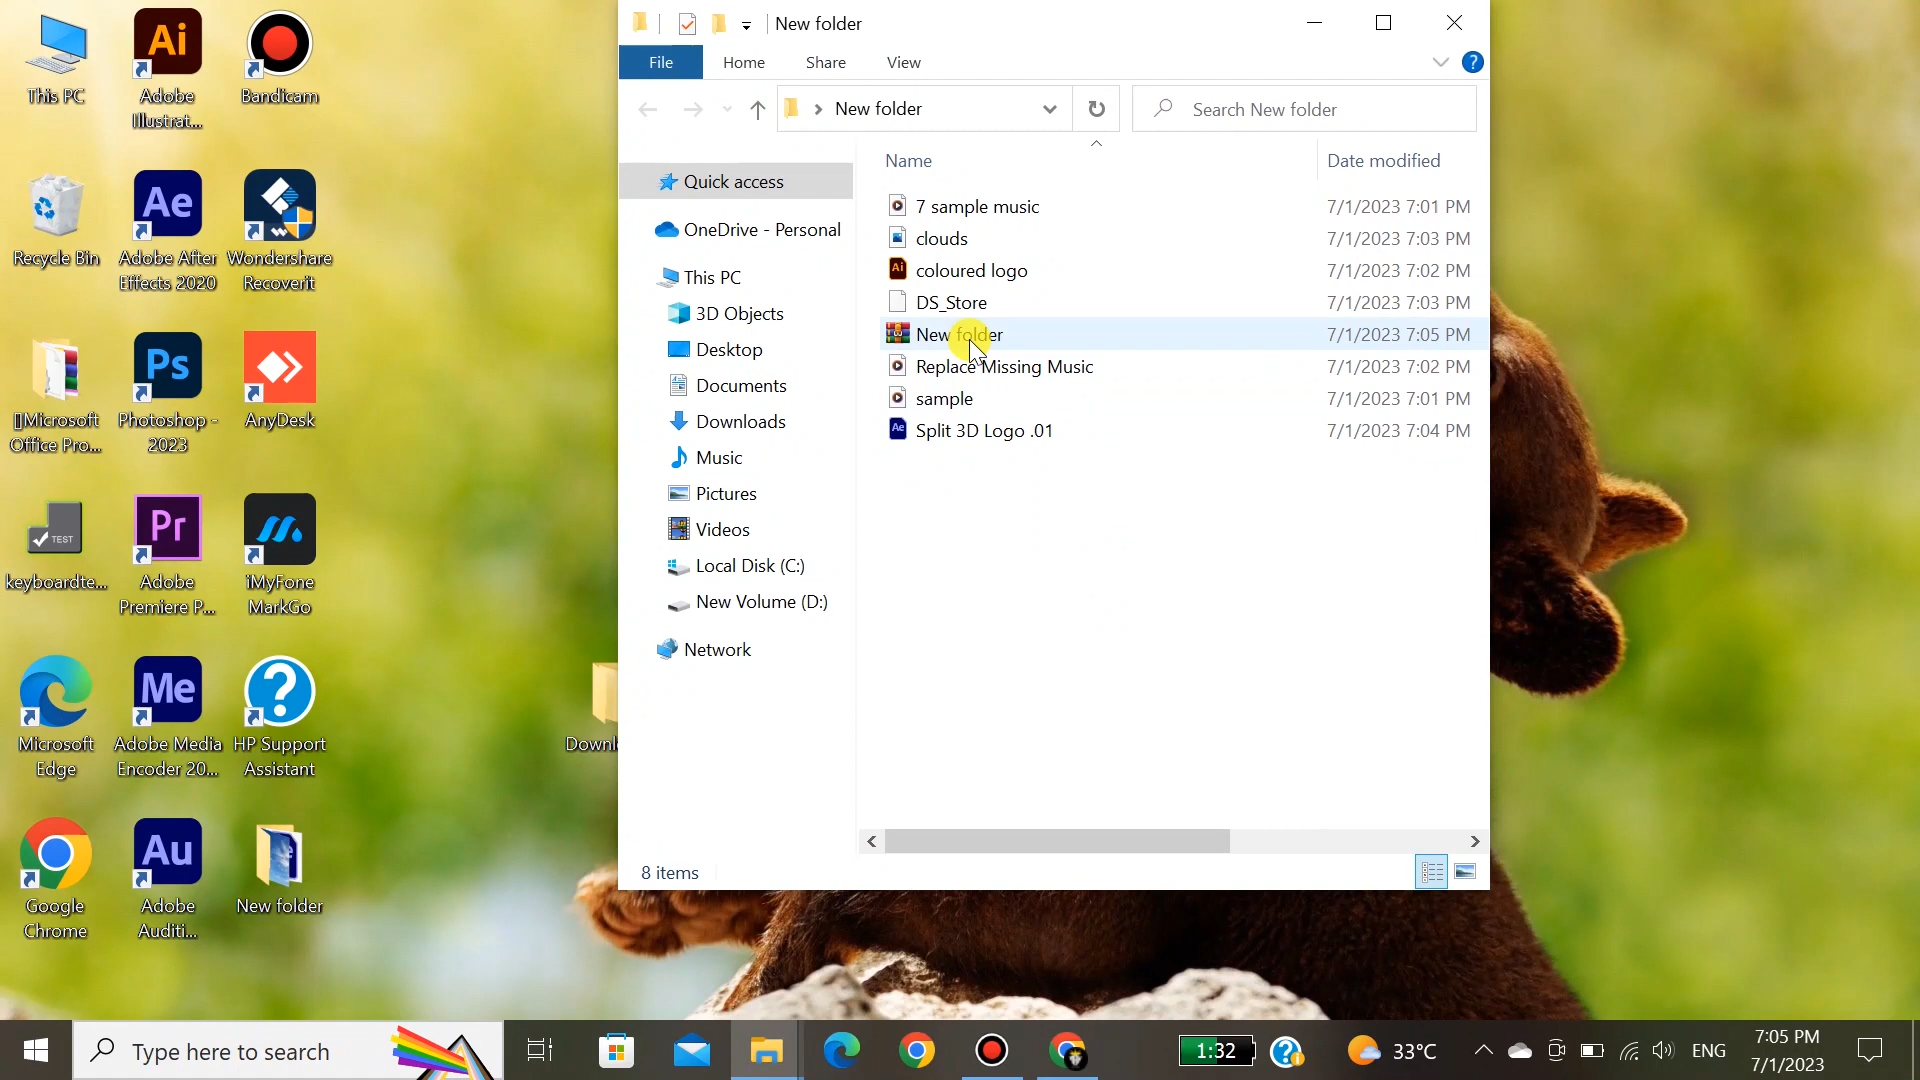 This PC
Adobe
Illustrat...
Bandicam
Recycle Bin
Adobe After
Effects 2020
Wondershare
Recoverit
▯Microsoft
Office Pro...
Photoshop -
2023
AnyDesk
TEST
keyboardte...
Adobe
Premiere P...
iMyFone
MarkGo
Microsoft
Edge
Adobe Media
Encoder 20...
HP Support
Assistant
Google
Chrome
Adobe
Auditi...
New folder
Ai
Ae
Ps
Pr
Me
Au
Downl
New folder
File
Home
Share
View
New folder
Search New folder
Quick access
OneDrive - Personal
This PC
3D Objects
Desktop
Documents
Downloads
Music
Pictures
Videos
Local Disk (C:)
New Volume (D:)
Network
Name
Date modified
7 sample music 7/1/2023 7:01 PM
clouds 7/1/2023 7:03 PM
coloured logo 7/1/2023 7:02 PM
DS_Store 7/1/2023 7:03 PM
New folder 7/1/2023 7:05 PM
Replace Missing Music 7/1/2023 7:02 PM
sample 7/1/2023 7:01 PM
Split 3D Logo .01 7/1/2023 7:04 PM
8 items
Type here to search
1:32
33°C
ENG
7:05 PM
7/1/2023